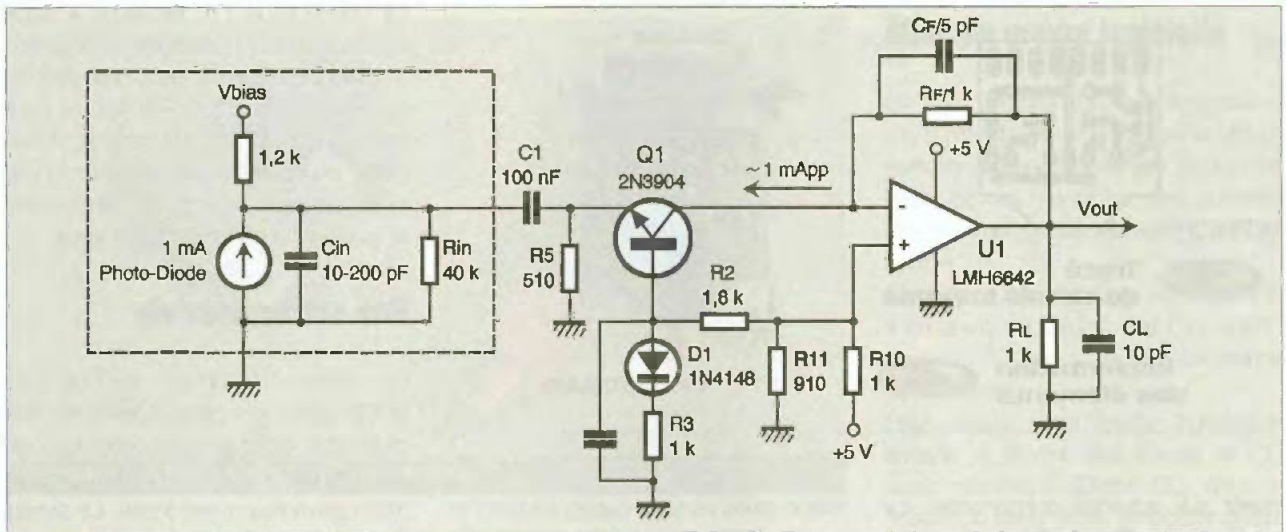 Vbias
1,2 k
1 mA
Photo-Diode
Cin
10-200 pF
Rin
40 k
C1
100 nF
R5
510
Q1
2N3904
~ 1 mApp
CF/5 pF
RF/1 k
+5 V
-
+
U1
LMH6642
Vout
R2
1,8 k
D1
1N4148
R3
1 k
R11
910
R10
1 k
+5 V
RL
1 k
CL
10 pF